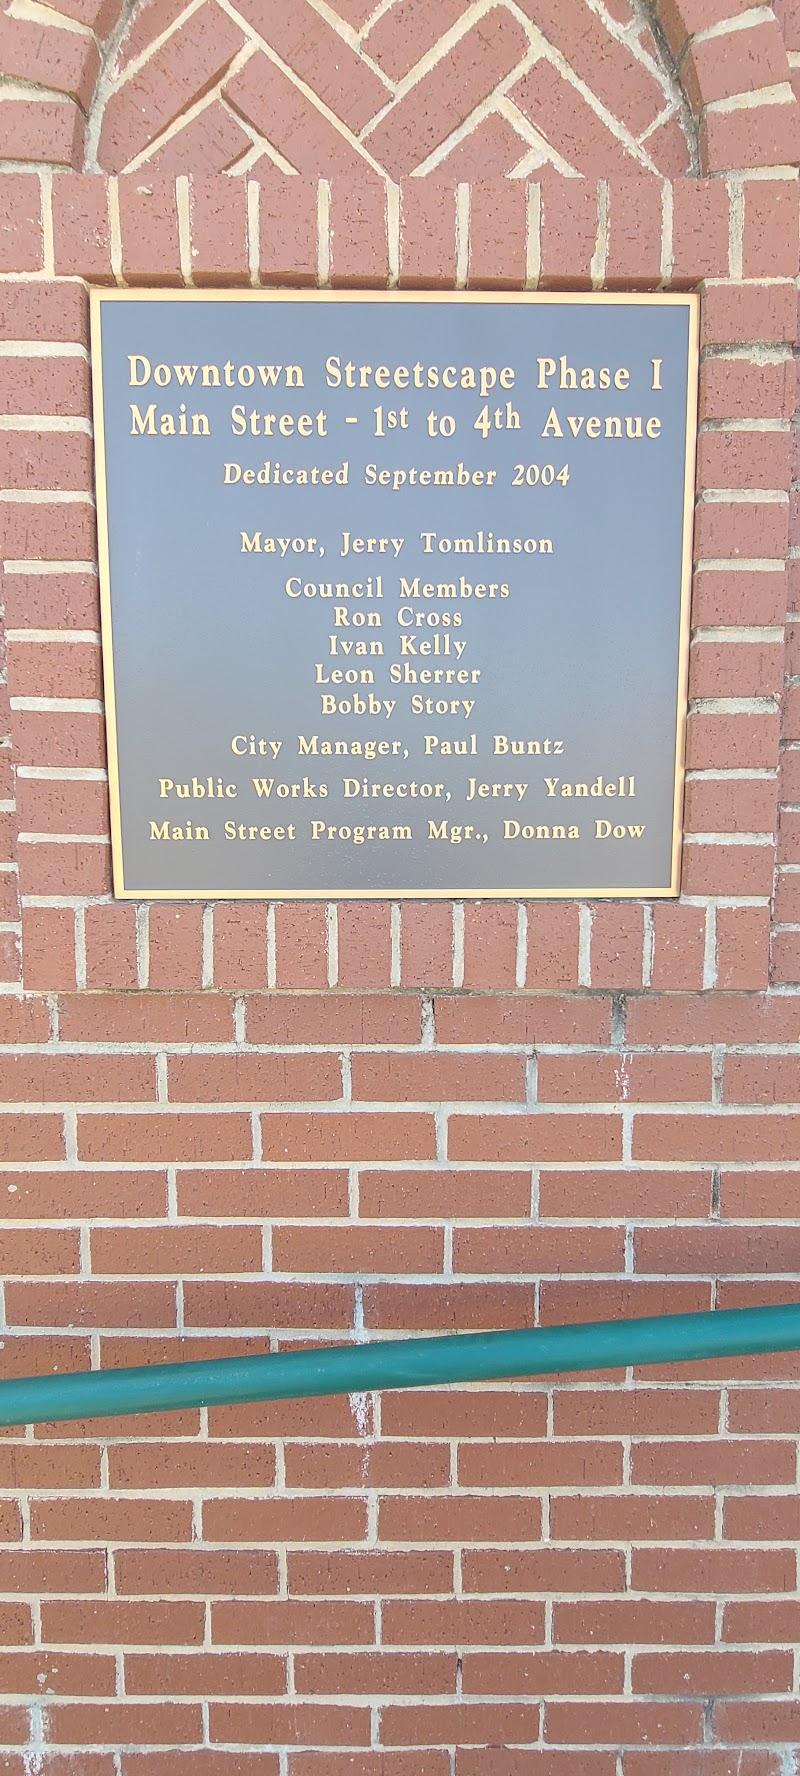 Downtown Streetscape Phase I
Main Street - 1st to 4th Avenue
Dedicated September 2004
Mayor, Jerry Tomlinson
Council Members
Ron Cross
Ivan Kelly
Leon Sherrer
Bobby Story
City Manager, Paul Buntz
Public Works Director, Jerry Yandell
Main Street Program Mgr., Donna Dow